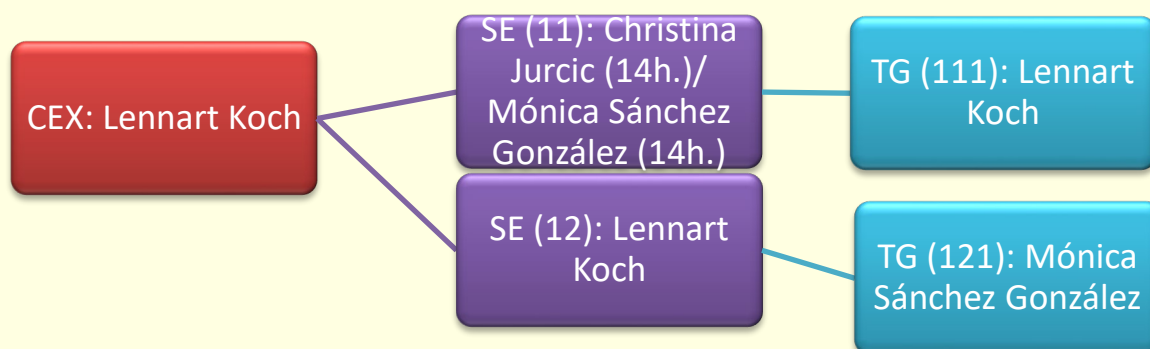 CEX: Lennart Koch
SE (11): Christina
Jurcic (14h.)/
Mónica Sánchez
González (14h.)
TG (111): Lennart
Koch
SE (12): Lennart
Koch
TG (121): Mónica
Sánchez González